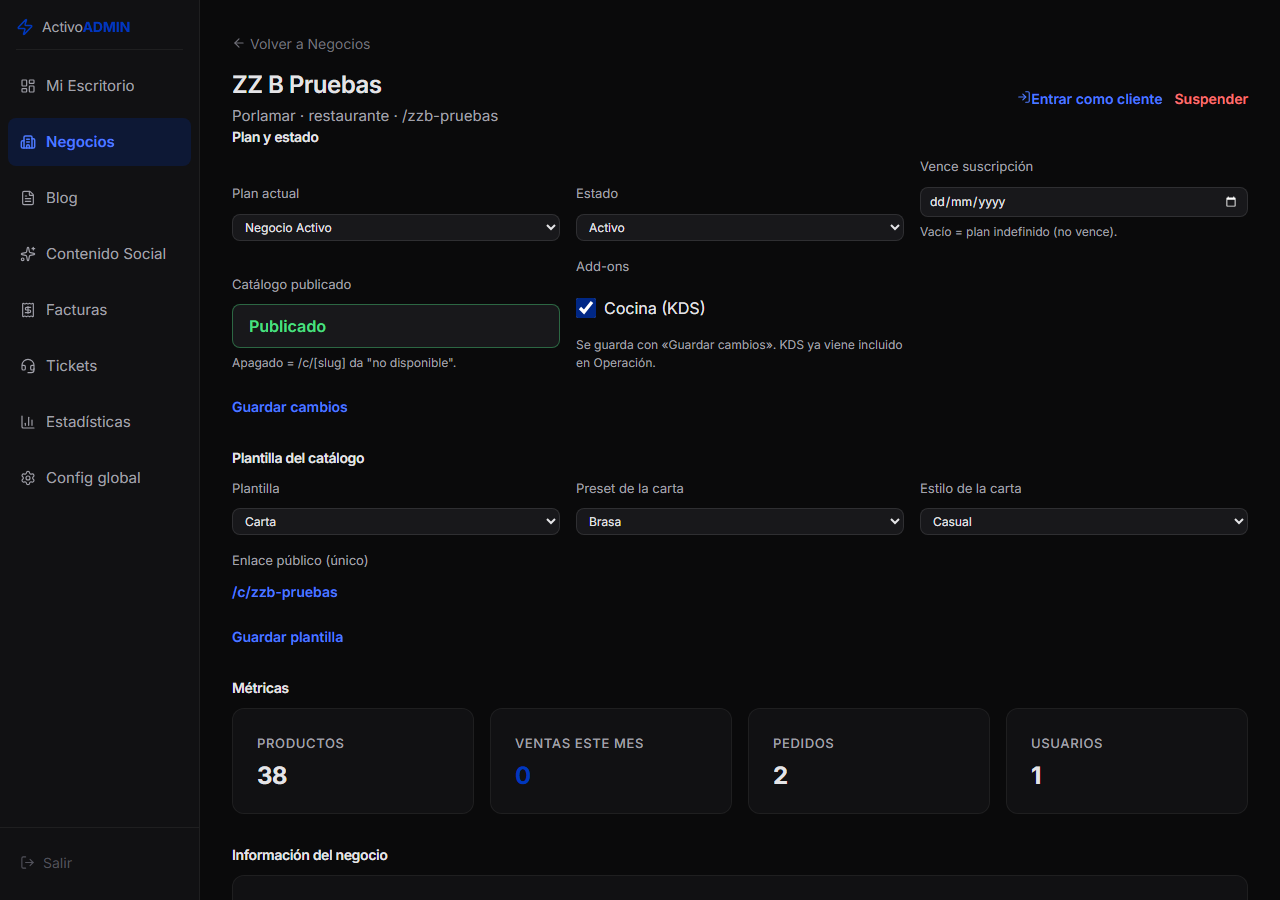 ActivoADMIN
Mi Escritorio
Negocios
Blog
Contenido Social
Facturas
Tickets
Estadísticas
Config global
Salir
Volver a Negocios
ZZ B Pruebas
Porlamar · restaurante · /zzb-pruebas
Entrar como cliente
Suspender
Plan y estado
Plan actual
Negocio Activo
Estado
Activo
Vence suscripción
dd/mm/yyyy
Vacío = plan indefinido (no vence).
Catálogo publicado
Publicado
Apagado = /c/[slug] da "no disponible".
Add-ons
Cocina (KDS)
Se guarda con «Guardar cambios». KDS ya viene incluido
en Operación.
Guardar cambios
Plantilla del catálogo
Plantilla
Carta
Preset de la carta
Brasa
Estilo de la carta
Casual
Enlace público (único)
/c/zzb-pruebas
Guardar plantilla
Métricas
PRODUCTOS
38
VENTAS ESTE MES
0
PEDIDOS
2
USUARIOS
1
Información del negocio